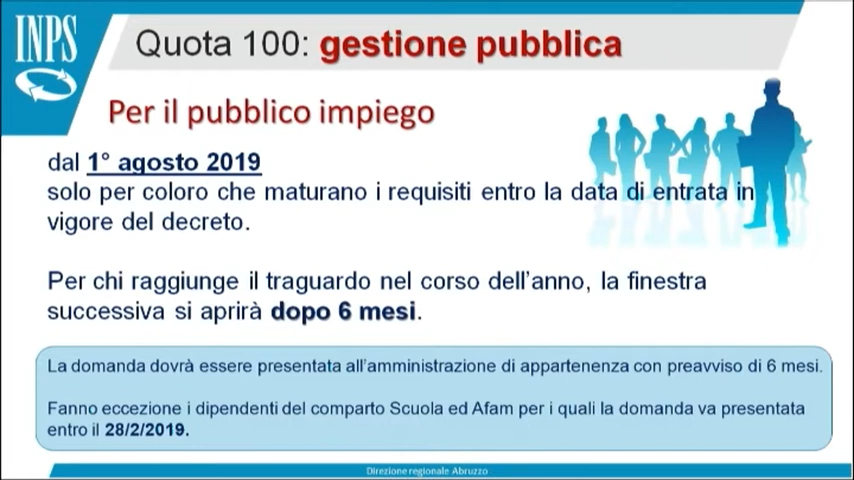 INPS
Quota 100: gestione pubblica
Per il pubblico impiego
dal 1° agosto 2019
solo per coloro che maturano i requisiti entro la data di entrata in
vigore del decreto.
Per chi raggiunge il traguardo nel corso dell'anno, la finestra
successiva si aprirà dopo 6 mesi.
La domanda dovrà essere presentata all'amministrazione di appartenenza con preavviso di 6 mesi.
Fanno eccezione i dipendenti del comparto Scuola ed Afam per i quali la domanda va presentata
entro il 28/2/2019.
Direzione regionale Abruzzo